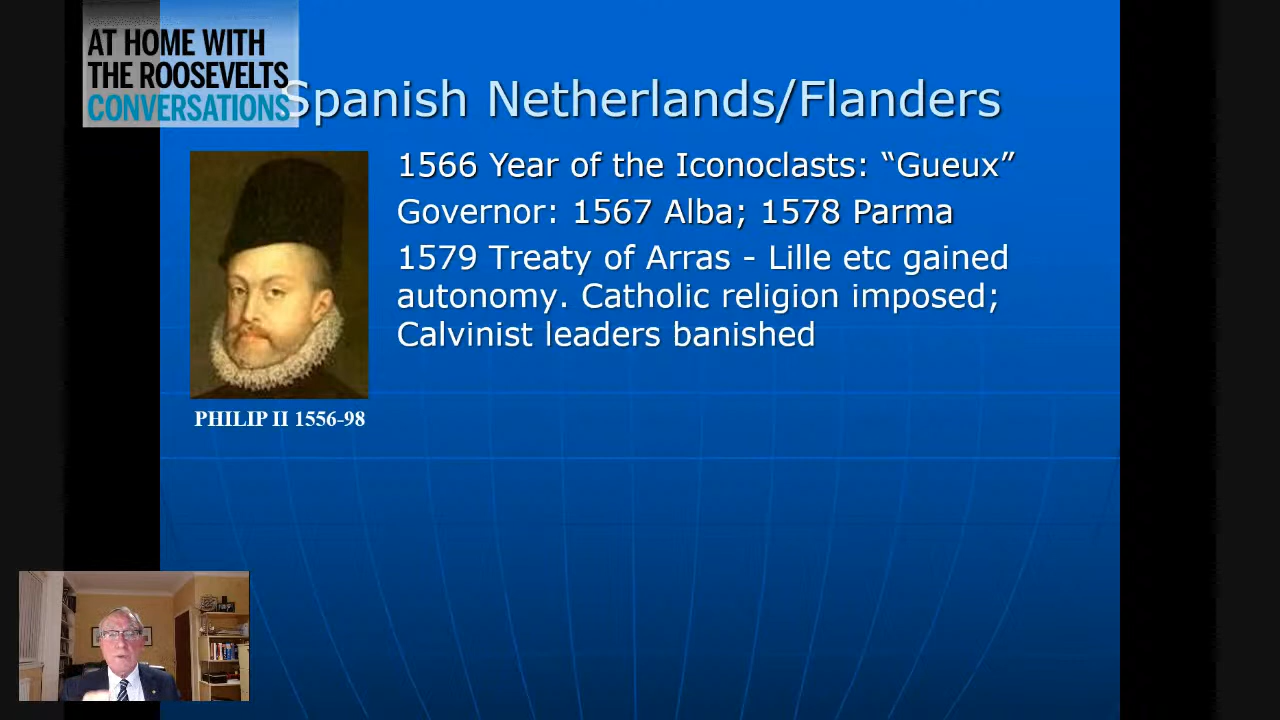 AT HOME WITH
THE ROOSEVELTS
CONVERSATIONS
Spanish Netherlands/Flanders
1566 Year of the Iconoclasts: “Gueux”
Governor: 1567 Alba; 1578 Parma
1579 Treaty of Arras - Lille etc gained
autonomy. Catholic religion imposed;
Calvinist leaders banished
PHILIP II 1556-98